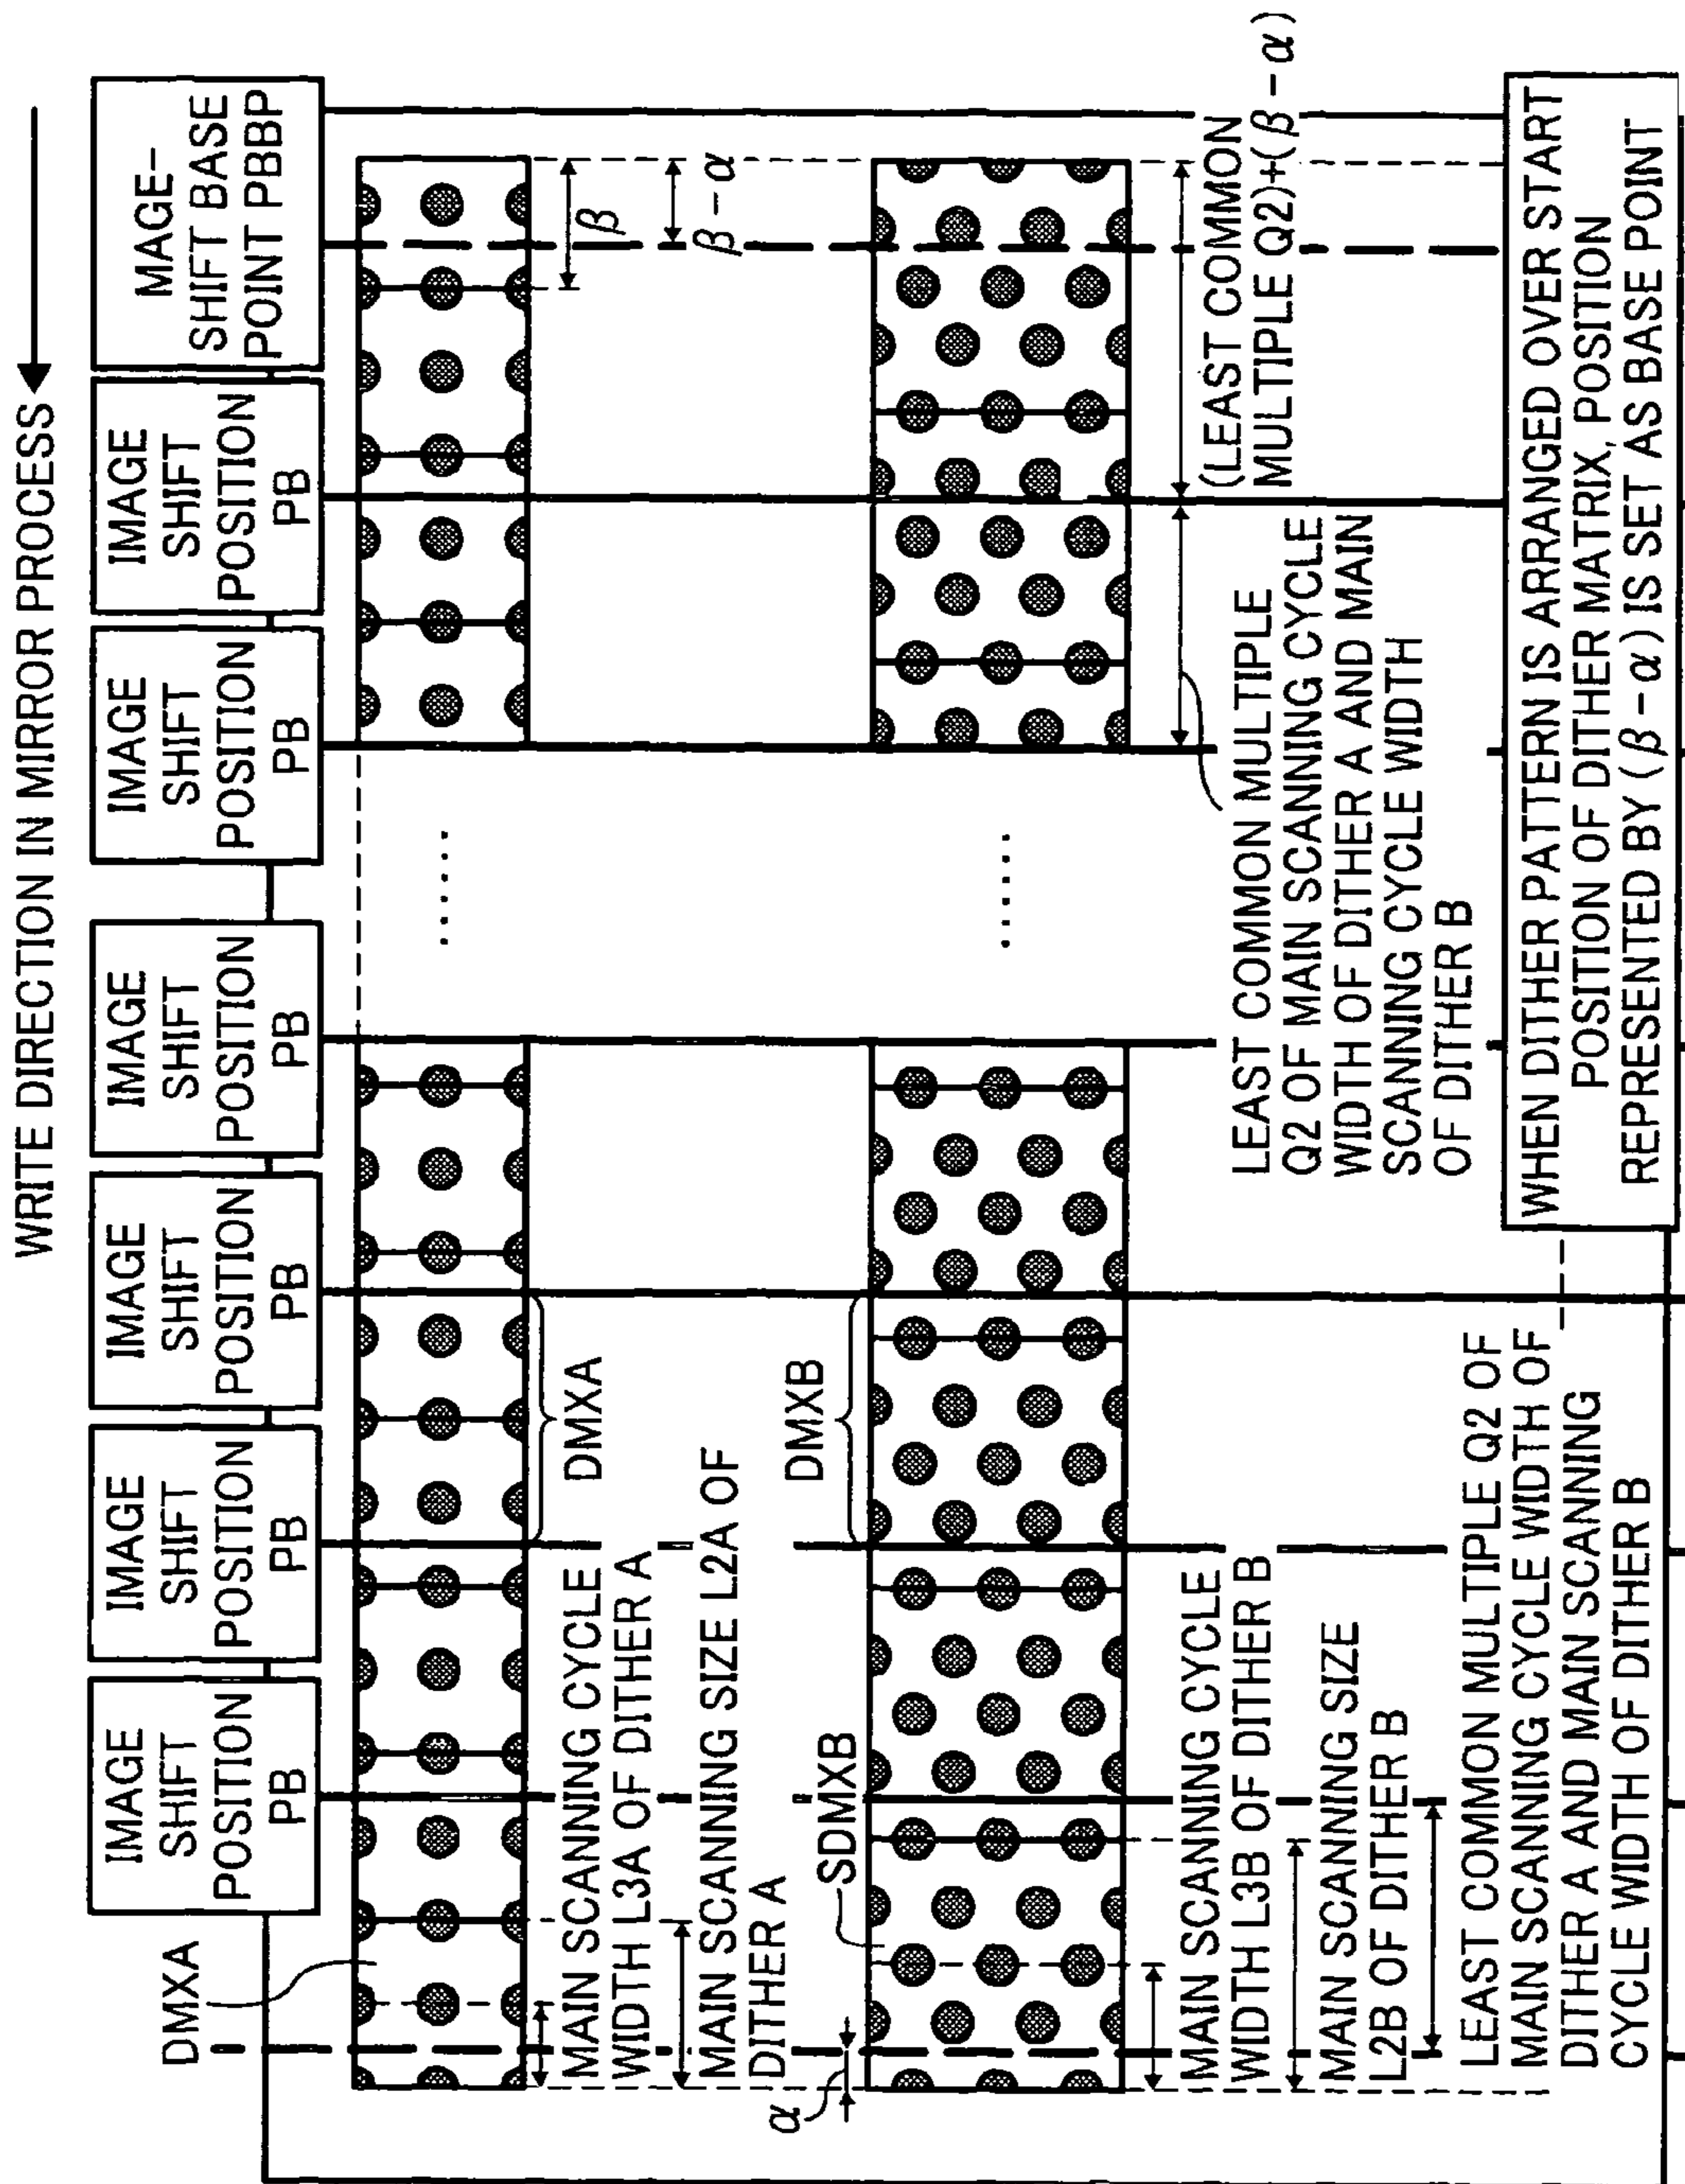 WRITE DIRECTION IN MIRROR PROCESS
IMAGE
SHIFT
POSITION
PB
IMAGE
SHIFT
POSITION
PB
IMAGE
SHIFT
POSITION
PB
IMAGE
SHIFT
POSITION
PB
IMAGE
SHIFT
POSITION
PB
IMAGE
SHIFT
POSITION
PB
MAGE-
SHIFT BASE
POINT PBBP
DMXA
β
β-α
DMXA
MAIN SCANNING CYCLE
WIDTH L3A OF DITHER A
MAIN SCANNING SIZE L2A OF
DITHER A
......
α
SDMXB
DMXB
......
MAIN SCANNING CYCLE
WIDTH L3B OF DITHER B
MAIN SCANNING SIZE
L2B OF DITHER B
LEAST COMMON MULTIPLE Q2 OF
MAIN SCANNING CYCLE WIDTH OF
DITHER A AND MAIN SCANNING
CYCLE WIDTH OF DITHER B
LEAST COMMON MULTIPLE
Q2 OF MAIN SCANNING CYCLE
WIDTH OF DITHER A AND MAIN
SCANNING CYCLE WIDTH
OF DITHER B
(LEAST COMMON
MULTIPLE Q2)+(β-α)
WHEN DITHER PATTERN IS ARRANGED OVER START
POSITION OF DITHER MATRIX, POSITION
REPRESENTED BY (β-α) IS SET AS BASE POINT